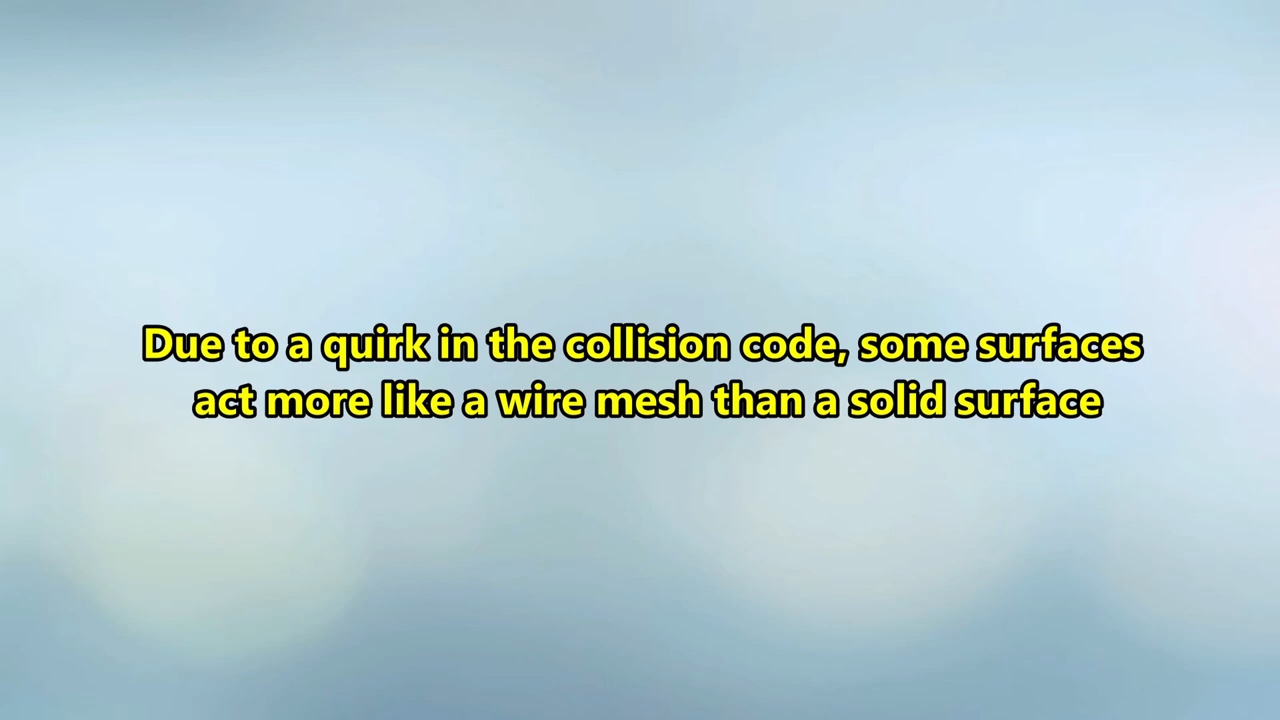 Due to a quirk in the collision code, some surfaces
act more like a wire mesh than a solid surface